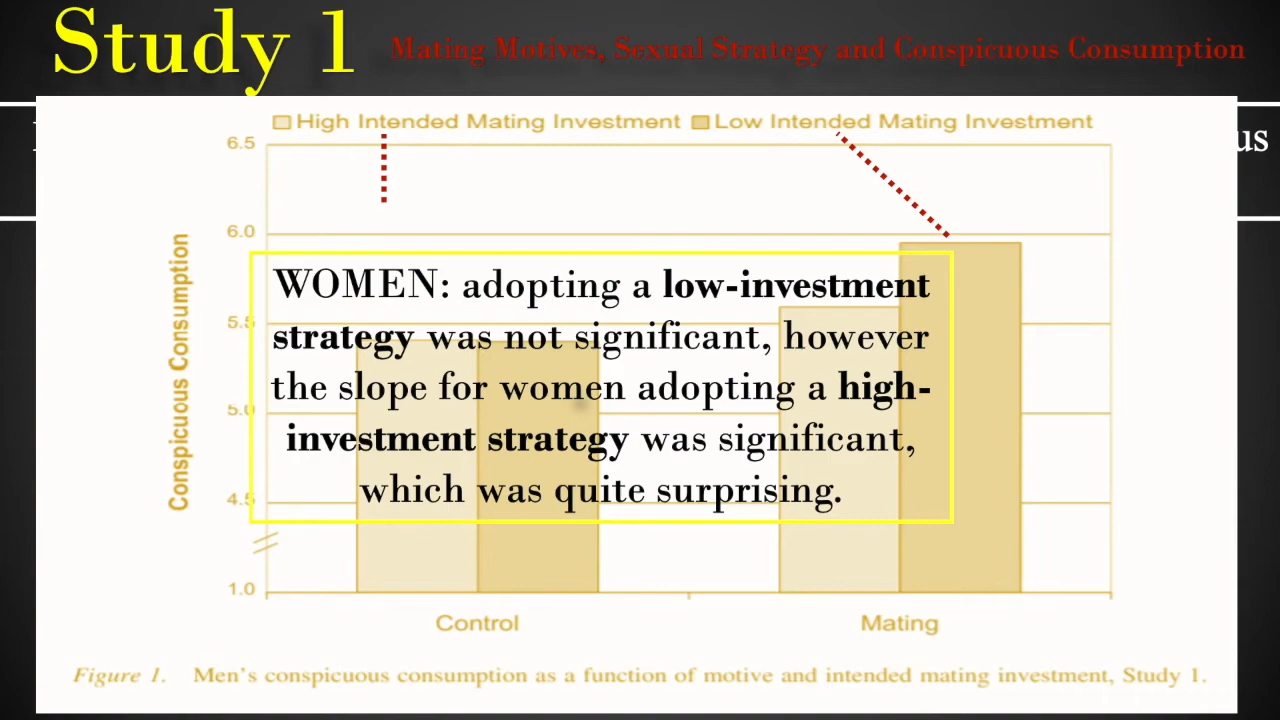 Study 1
Mating Motives, Sexual Strategy and Conspicuous Consumption
us
High Intended Mating Investment Low Intended Mating Investment
6.5
6.0
5.5
5.0
4.5
1.0
Conspicuous Consumption
WOMEN: adopting a low-investment
strategy was not significant, however
the slope for women adopting a high-
investment strategy was significant,
which was quite surprising.
Control Mating
Figure 1. Men's conspicuous consumption as a function of motive and intended mating investment, Study 1.